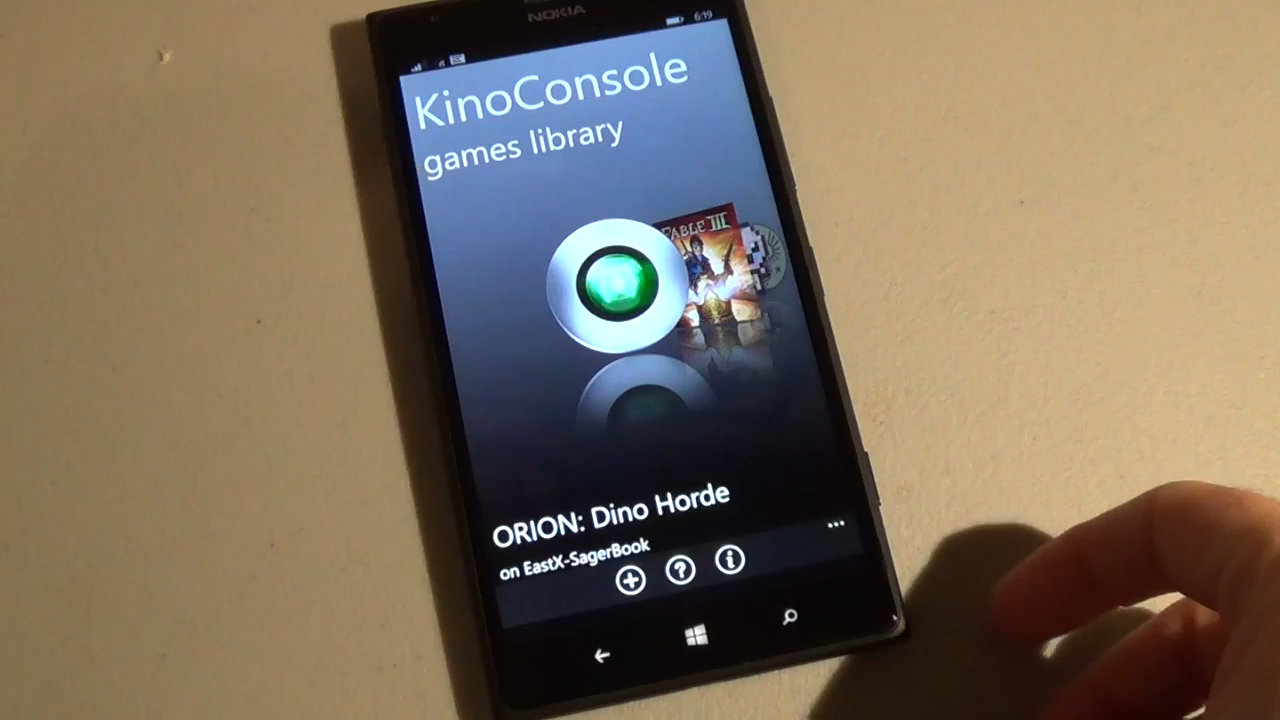 NOKIA
6:19
KinoConsole
games library
FABLE III
ORION: Dino Horde
on EastX-SagerBook